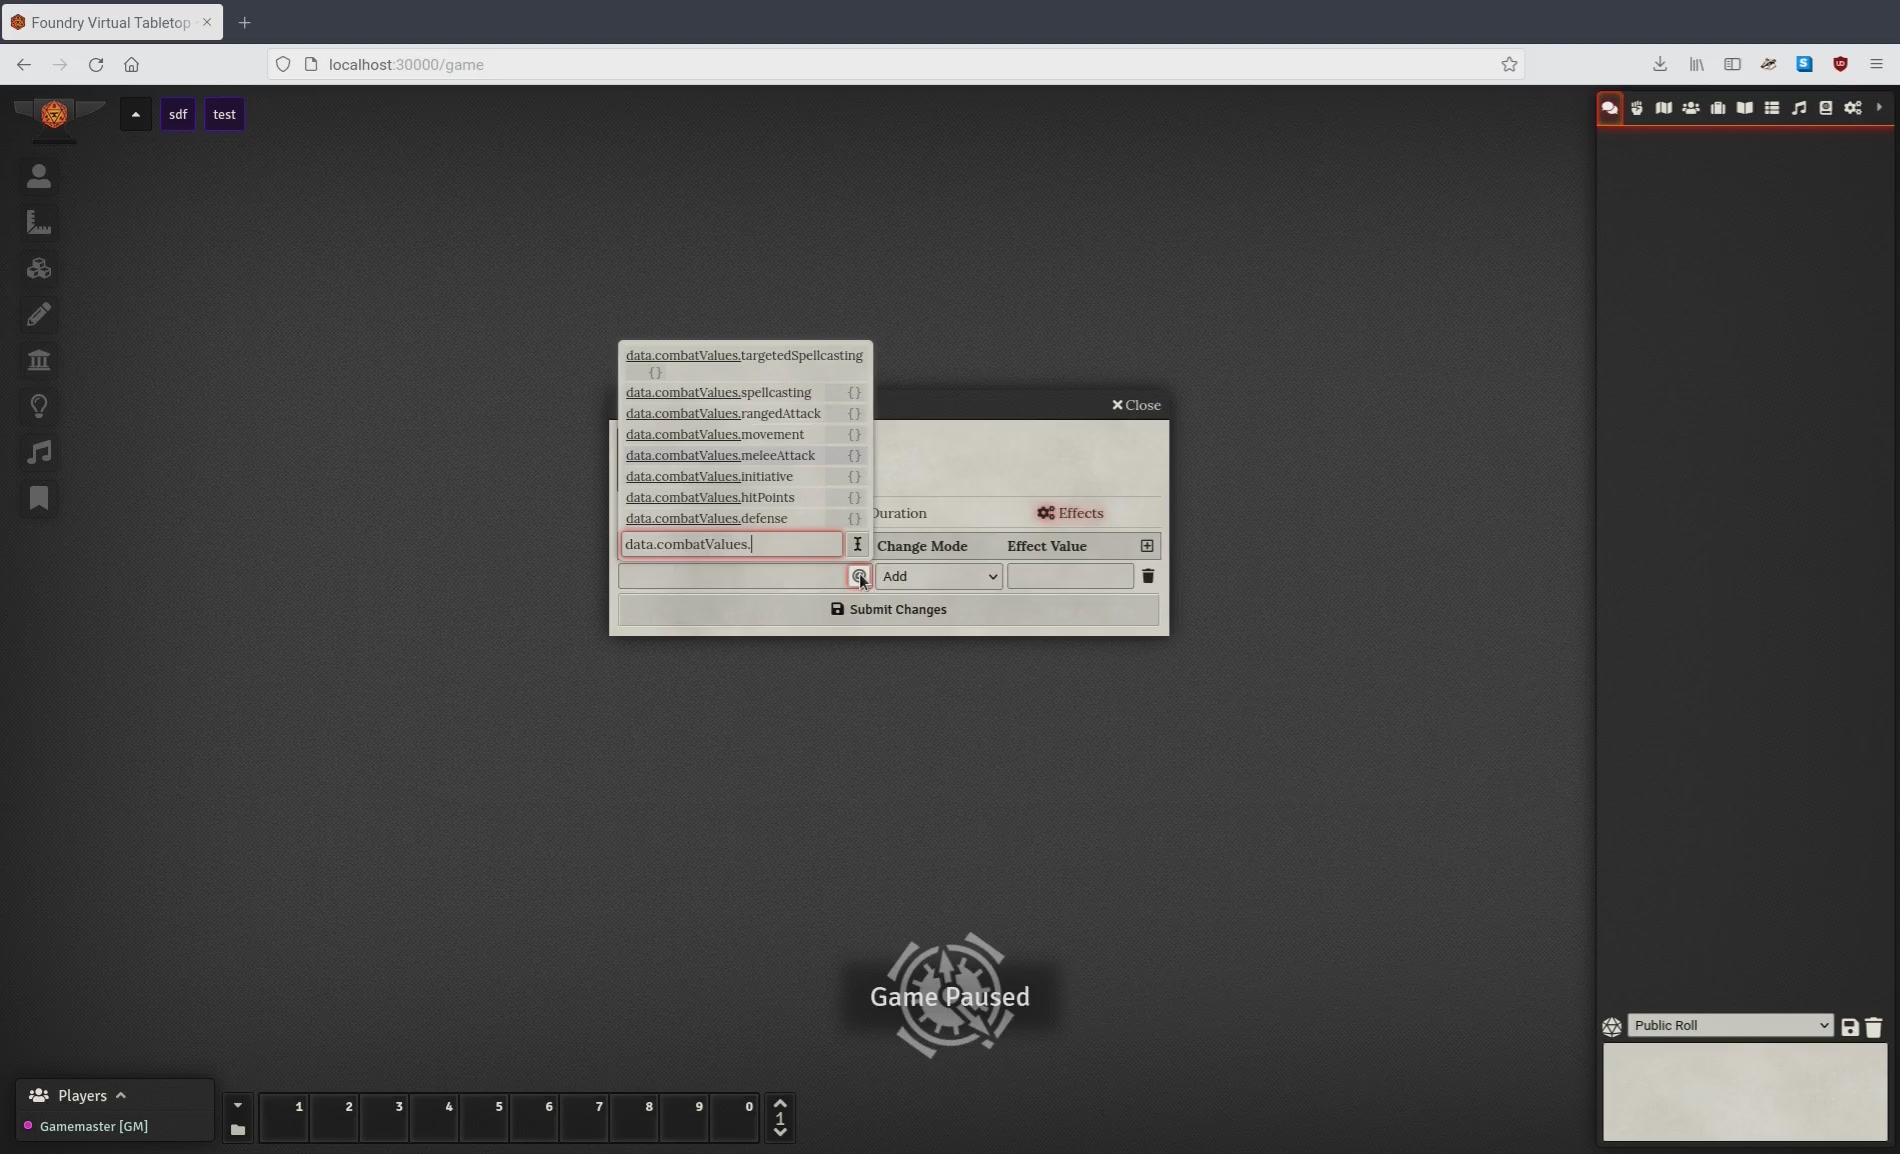 Foundry Virtual Tabletop
localhost:30000/game
sdf
test
data.combatValues.targetedSpellcasting
{}
data.combatValues.spellcasting {}
data.combatValues.rangedAttack {}
data.combatValues.movement {}
data.combatValues.meleeAttack {}
data.combatValues.initiative {}
data.combatValues.hitPoints {}
data.combatValues.defense {}
data.combatValues.
Close
Duration
Effects
Change Mode
Effect Value
Add
Submit Changes
Game Paused
Public Roll
Players
Gamemaster [GM]
1 2 3 4 5 6 7 8 9 0
1